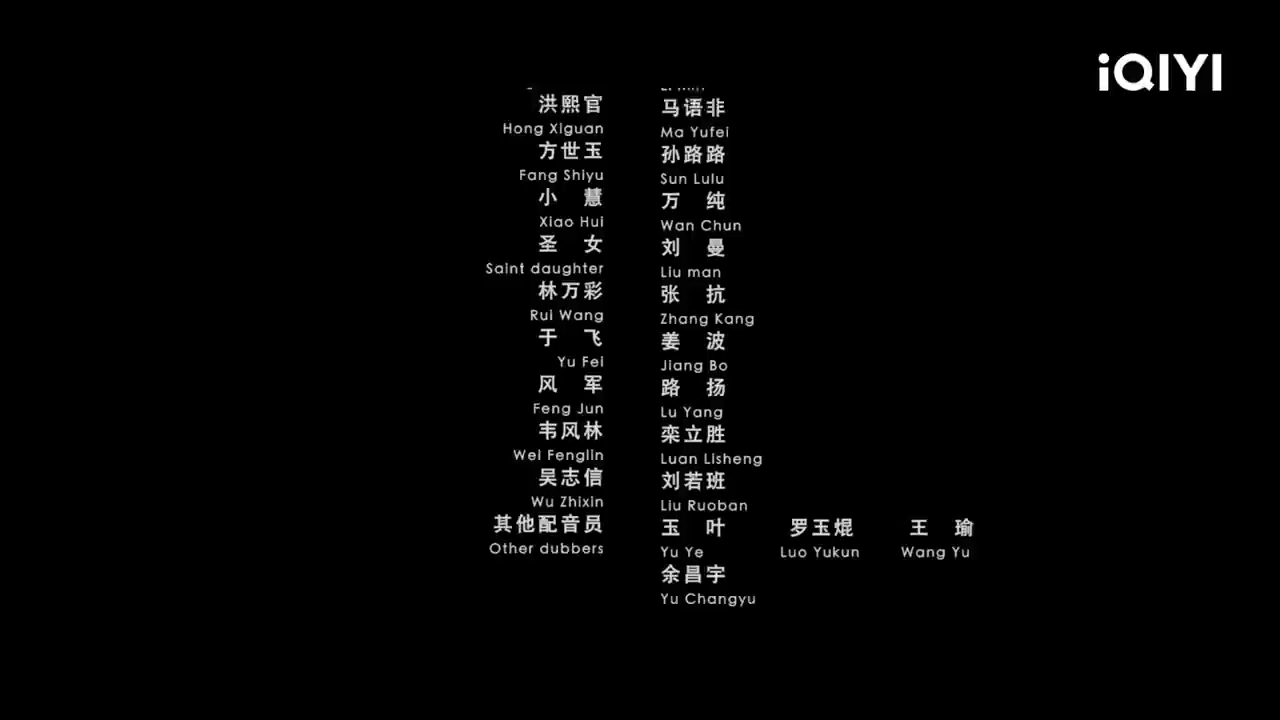 iQIYI
洪熙官 马语非
Hong Xiguan Ma Yufei
方世玉 孙路路
Fang Shiyu Sun Lulu
小 慧 万 纯
Xiao Hui Wan Chun
圣 女 刘 曼
Saint daughter Liu man
林万彩 张 抗
Rui Wang Zhang Kang
于 飞 姜 波
Yu Fei Jiang Bo
风 军 路 扬
Feng Jun Lu Yang
韦风林 栾立胜
Wei Fenglin Luan Lisheng
吴志信 刘若班
Wu Zhixin Liu Ruoban
其他配音员 玉 叶 罗玉焜 王 瑜
Other dubbers Yu Ye Luo Yukun Wang Yu
余昌宇
Yu Changyu